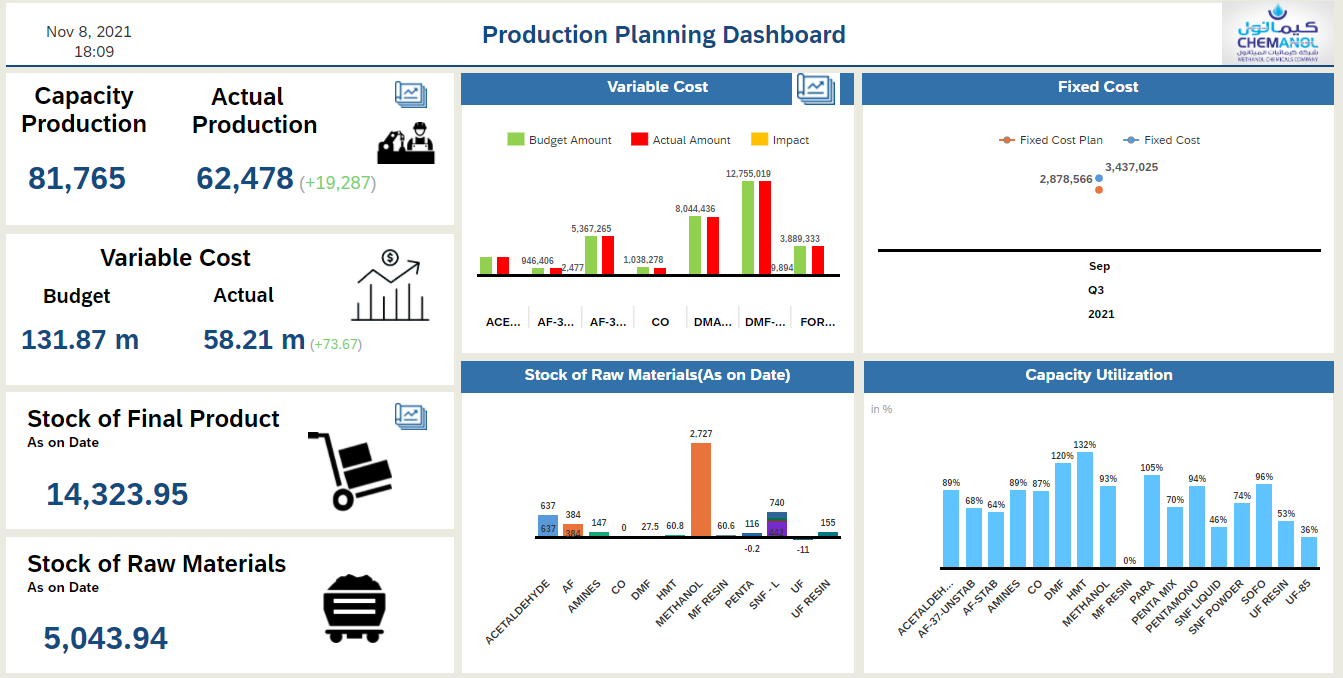 Nov 8, 2021
18:09
Production Planning Dashboard
كيمانول
CHEMANOL
شركة كيمائيات الميثانول
METHANOL CHEMICALS COMPANY
Capacity
Production
Actual
Production
81,765
62,478 (+19,287)
Variable Cost
Budget
Actual
131.87 m
58.21 m (+73.67)
Stock of Final Product
As on Date
14,323.95
Stock of Raw Materials
As on Date
5,043.94
Variable Cost
Budget Amount
Actual Amount
Impact
12,755,019
8,044,436
5,367,265
3,889,333
946,406
2,477
1,038,278
9,894
ACE...
AF-3...
AF-3...
CO
DMA...
DMF-...
FOR...
Fixed Cost
Fixed Cost Plan
Fixed Cost
3,437,025
2,878,566
Sep
Q3
2021
Stock of Raw Materials(As on Date)
2,727
637
384
147
0
27.5
60.8
60.6
116
740
155
637
384
442
-0.2
-11
ACETALDEHYDE
AF
AMINES
CO
DMF
HMT
METHANOL
MF RESIN
PENTA
SNF - L
UF
UF RESIN
Capacity Utilization
in %
89%
68%
64%
89%
87%
120%
132%
93%
0%
105%
70%
94%
46%
74%
96%
53%
36%
ACETALDEH...
AF-37-UNSTAB
AF-STAB
AMINES
CO
DMF
HMT
METHANOL
MF RESIN
PARA
PENTA MIX
PENTAMONO
SNF LIQUID
SNF POWDER
SOFO
UF RESIN
UF-85